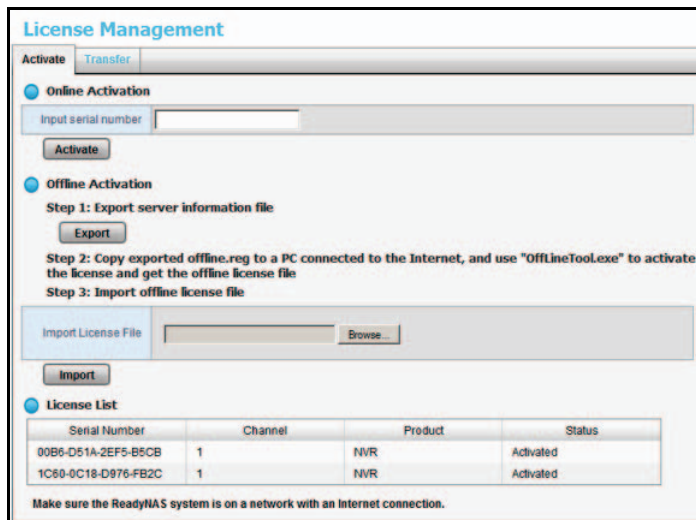 License Management
Activate Transfer
Online Activation
Input serial number
Activate
Offline Activation
Step 1: Export server information file
Export
Step 2: Copy exported offline.reg to a PC connected to the Internet, and use "OffLineTool.exe" to activate
the license and get the offline license file
Step 3: Import offline license file
Import License File Browse...
Import
License List
Serial Number Channel Product Status
00B6-D51A-2EF5-B5CB 1 NVR Activated
1C60-0C18-D976-FB2C 1 NVR Activated
Make sure the ReadyNAS system is on a network with an Internet connection.